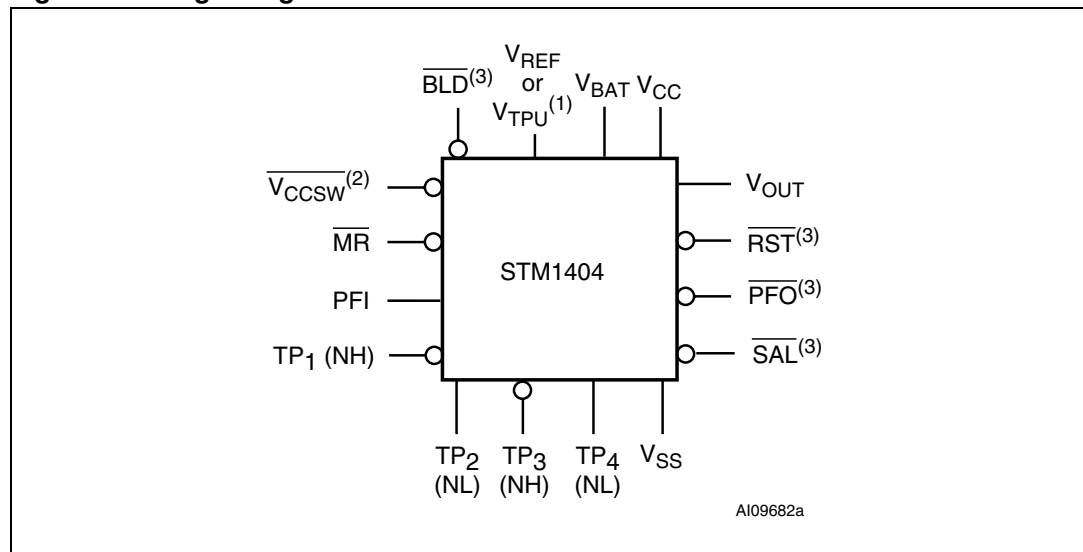 BLD(3)
VREF
or
VTPU(1)
VBAT
VCC
VCCSW(2)
MR
PFI
TP1 (NH)
STM1404
VOUT
RST(3)
PFO(3)
SAL(3)
TP2
(NL)
TP3
(NH)
TP4
(NL)
VSS
AI09682a